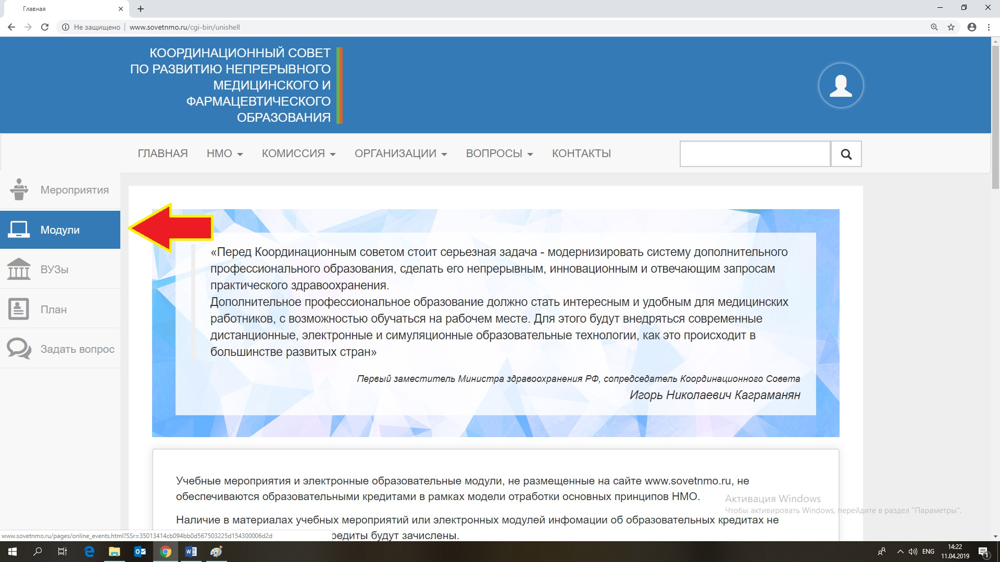 Главная
Не защищено
www.sovetnmo.ru/cgi-bin/unishell
КООРДИНАЦИОННЫЙ СОВЕТ
ПО РАЗВИТИЮ НЕПРЕРЫВНОГО
МЕДИЦИНСКОГО И
ФАРМАЦЕВТИЧЕСКОГО
ОБРАЗОВАНИЯ
ГЛАВНАЯ НМО КОМИССИЯ ОРГАНИЗАЦИИ ВОПРОСЫ КОНТАКТЫ
Мероприятия
Модули
ВУЗы
План
Задать вопрос
«Перед Координационным советом стоит серьезная задача - модернизировать систему дополнительного
профессионального образования, сделать его непрерывным, инновационным и отвечающим запросам
практического здравоохранения.
Дополнительное профессиональное образование должно стать интересным и удобным для медицинских
работников, с возможностью обучаться на рабочем месте. Для этого будут внедряться современные
дистанционные, электронные и симуляционные образовательные технологии, как это происходит в
большинстве развитых стран»
Первый заместитель Министра здравоохранения РФ, сопредседатель Координационного Совета
Игорь Николаевич Каграманян
Учебные мероприятия и электронные образовательные модули, не размещенные на сайте www.sovetnmo.ru, не
обеспечиваются образовательными кредитами в рамках модели отработки основных принципов НМО.
Наличие в материалах учебных мероприятий или электронных модулей инфомации об образовательных кредитах не
редиты будут зачислены.
Активация Windows
Чтобы активировать Windows, перейдите в раздел "Параметры".
www.sovetnmo.ru/pages/online_events.html?SSr=35013414cb094bb0d567503225d154300006d2d
ENG
14:22
11.04.2019
1